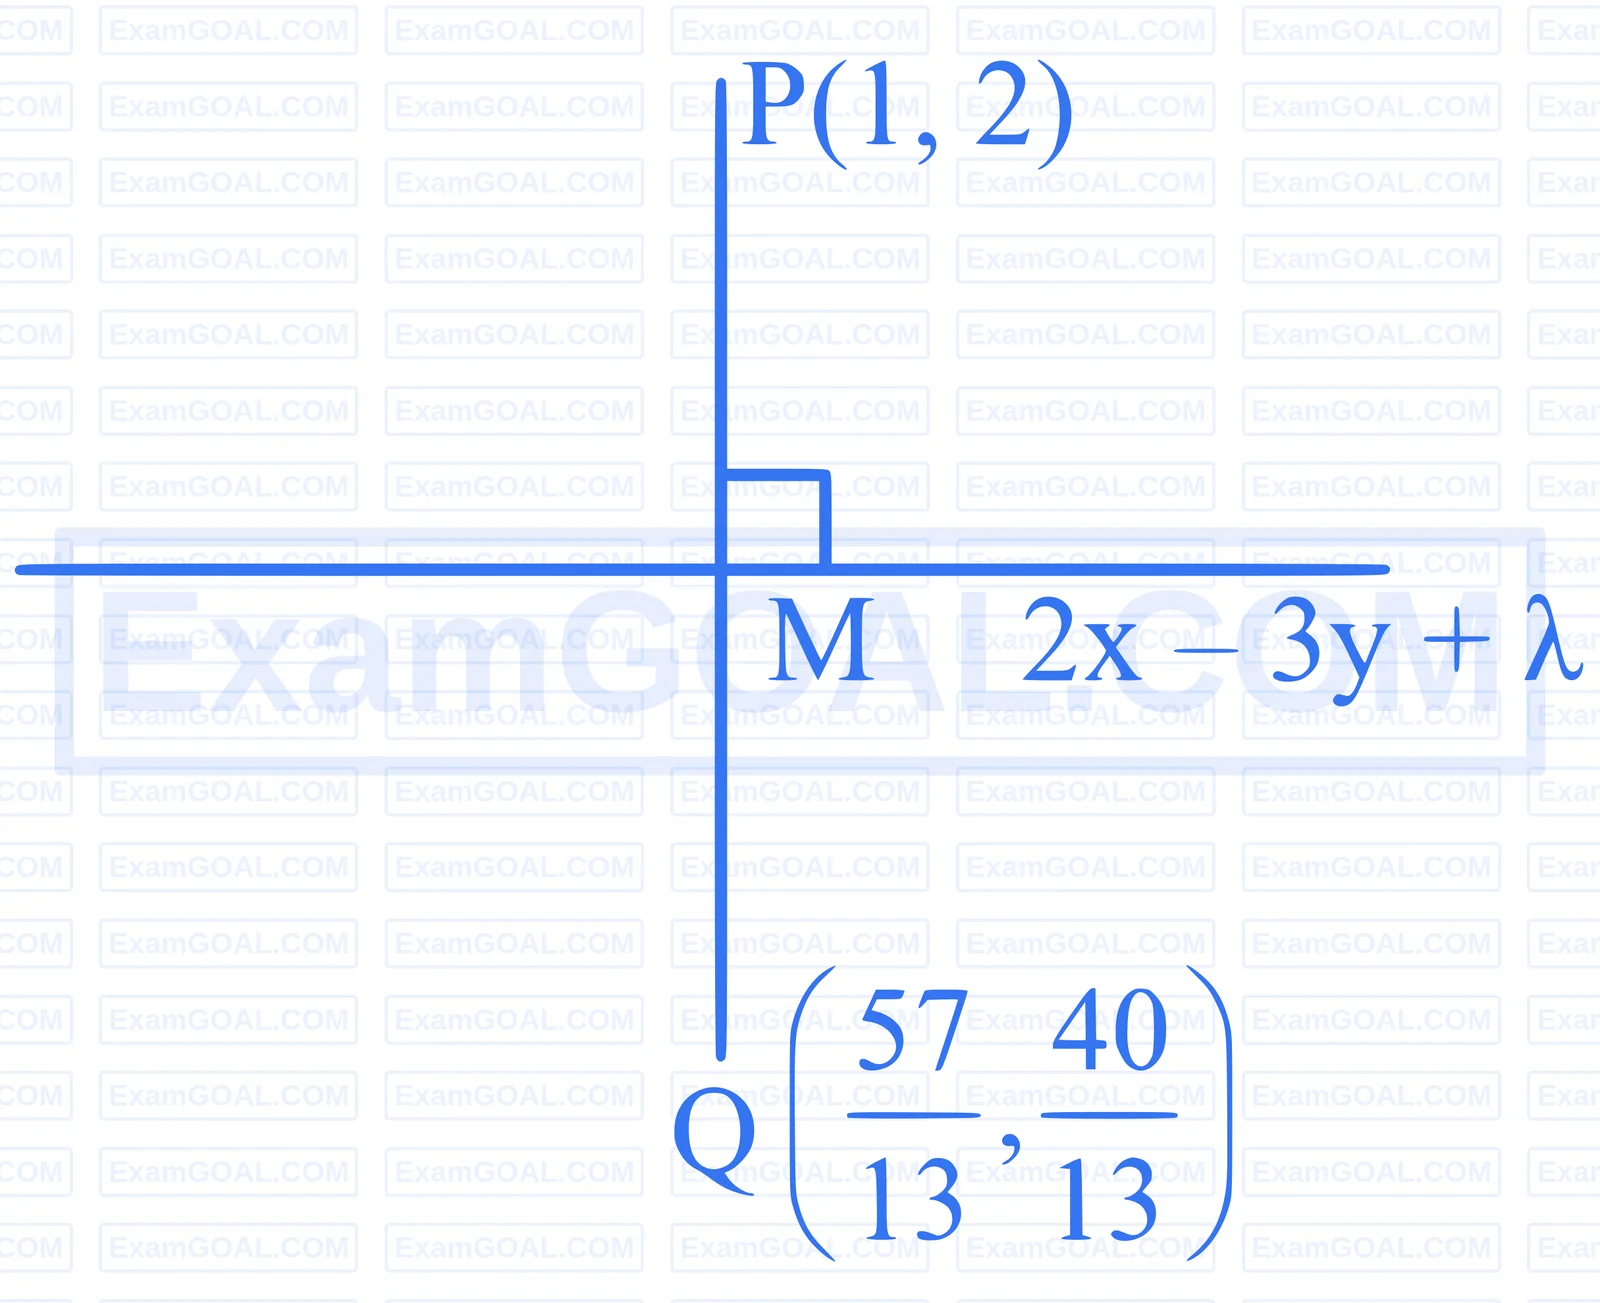 P(1, 2)
M 2x – 3y + λ
Q (57/13, 40/13)
ExamGOAL.COM